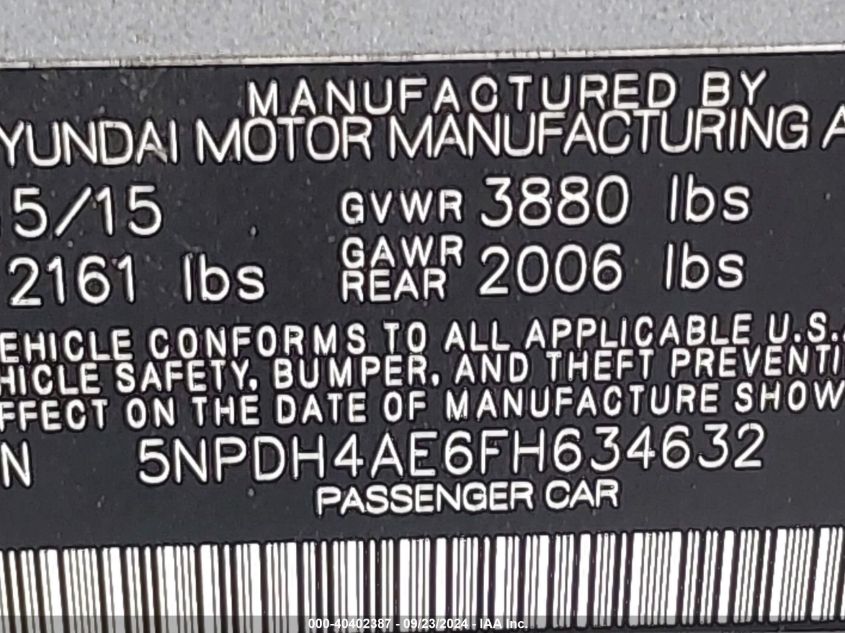 MANUFACTURED BY
YUNDAI MOTOR MANUFACTURING A
5/15 GVWR 3880 lbs
2161 lbs GAWR REAR 2006 lbs
EHICLE CONFORMS TO ALL APPLICABLE U.S.
HICLE SAFETY, BUMPER, AND THEFT PREVENTI
FFECT ON THE DATE OF MANUFACTURE SHOW
N 5NPDH4AE6FH634632
PASSENGER CAR
000-40402387 - 09/23/2024 - IAA Inc.